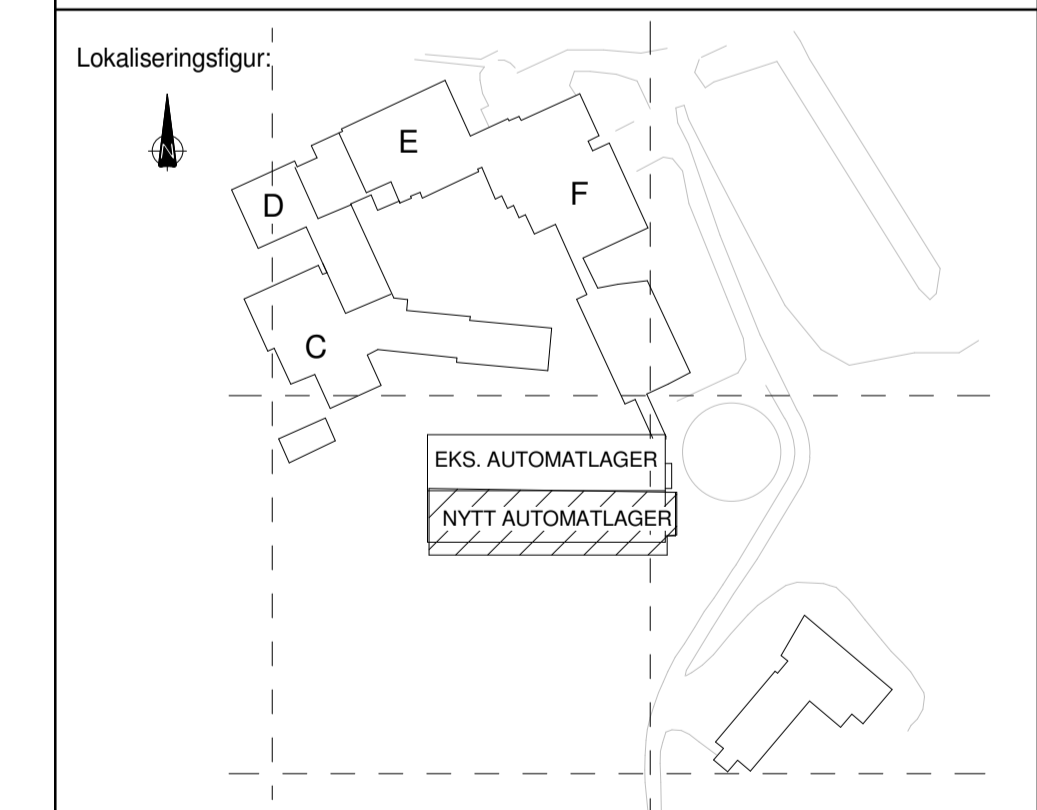 Lokaliseringsfigur:
N
E
D
F
C
EKS. AUTOMATLAGER
NYTT AUTOMATLAGER